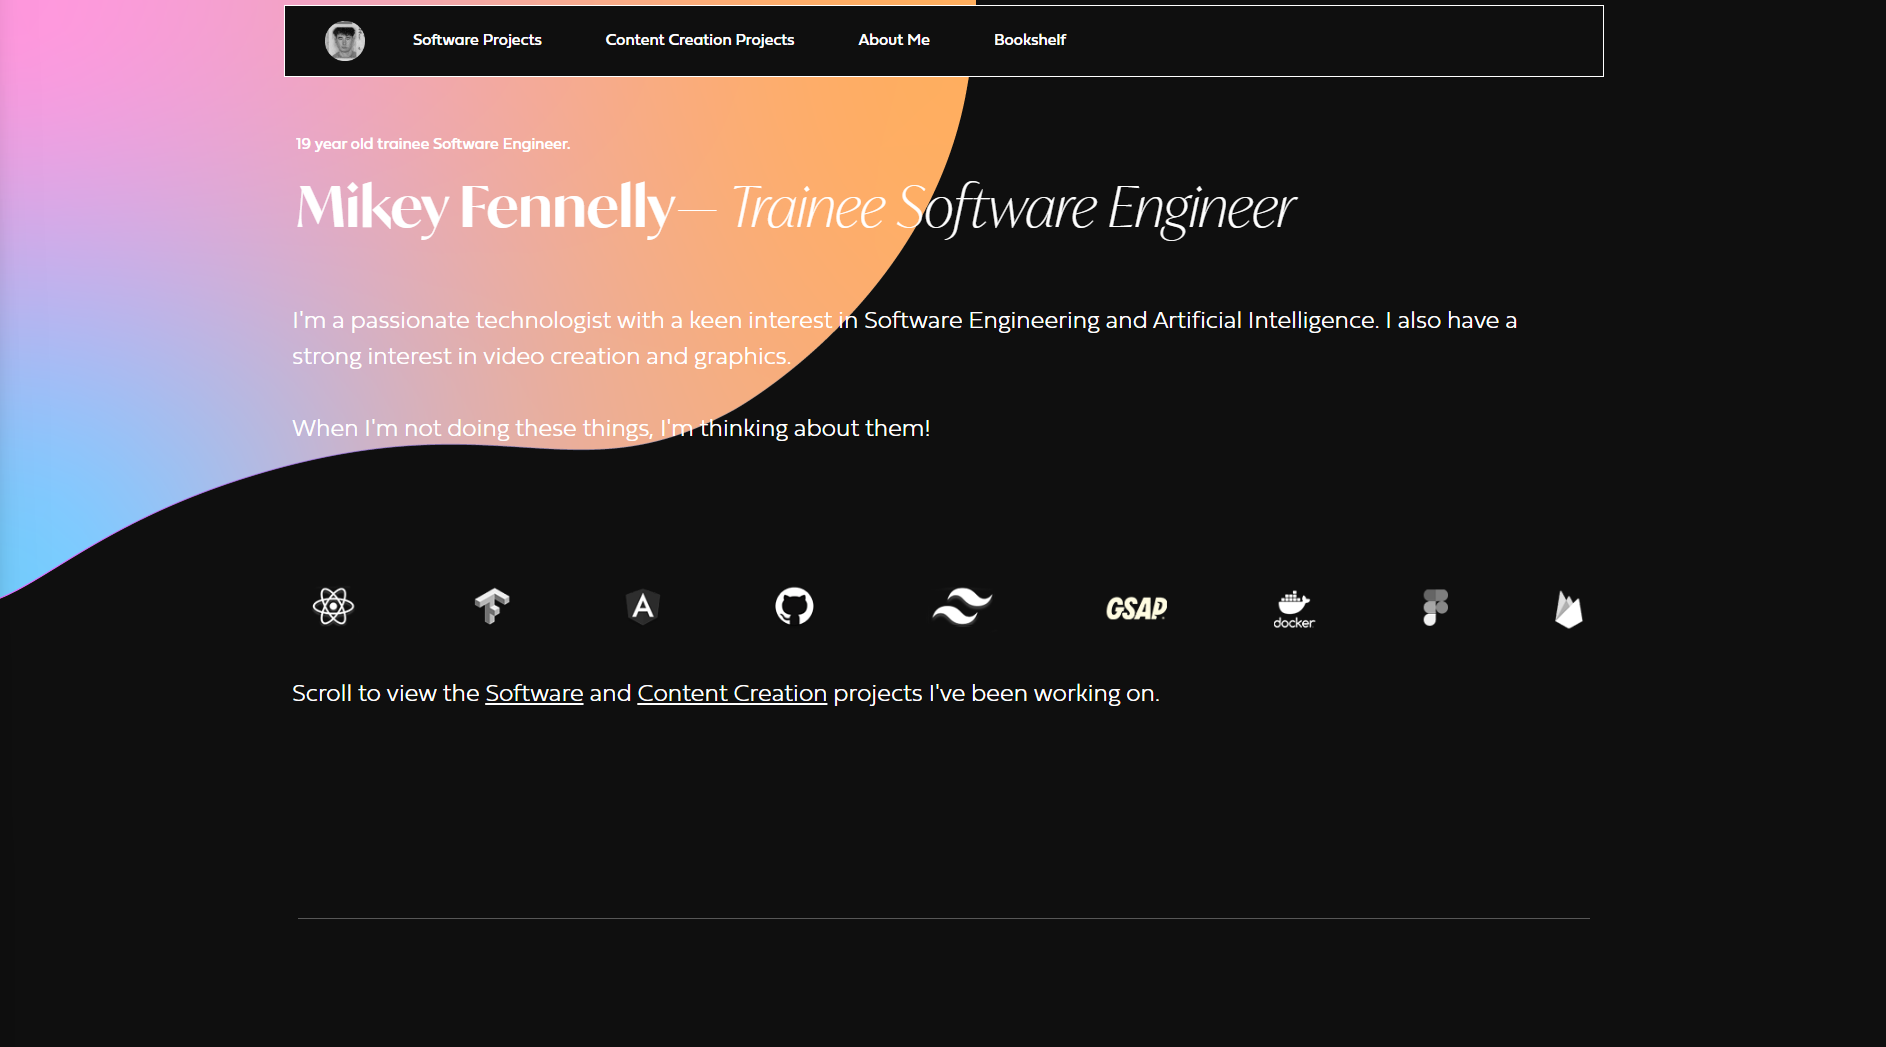 Software Projects Content Creation Projects About Me Bookshelf
19 year old trainee Software Engineer.
Mikey Fennelly— Trainee Software Engineer
I'm a passionate technologist with a keen interest in Software Engineering and Artificial Intelligence. I also have a
strong interest in video creation and graphics.
When I'm not doing these things, I'm thinking about them!
A GSAP docker
Scroll to view the Software and Content Creation projects I've been working on.